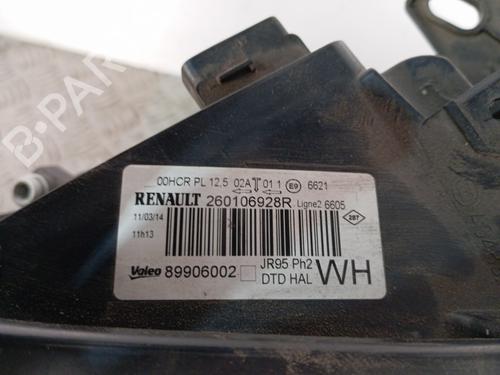 00HCR PL 12,5 02A 01 1 E9 6621
RENAULT 260106928R Ligne2 6605
11/03/14
11h13
287
Valeo 89906002 JR95 Ph2
DTD HAL WH